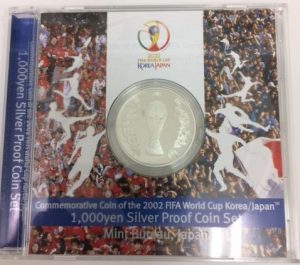 2002
FIFA WORLD CUP
KOREA JAPAN
1,000yen Silver Proof Coin Set
Commemorative Coin of the 2002 FIFA World Cup Korea/Japan™
1,000yen Silver Proof Coin Set
Mint Bureau, Japan